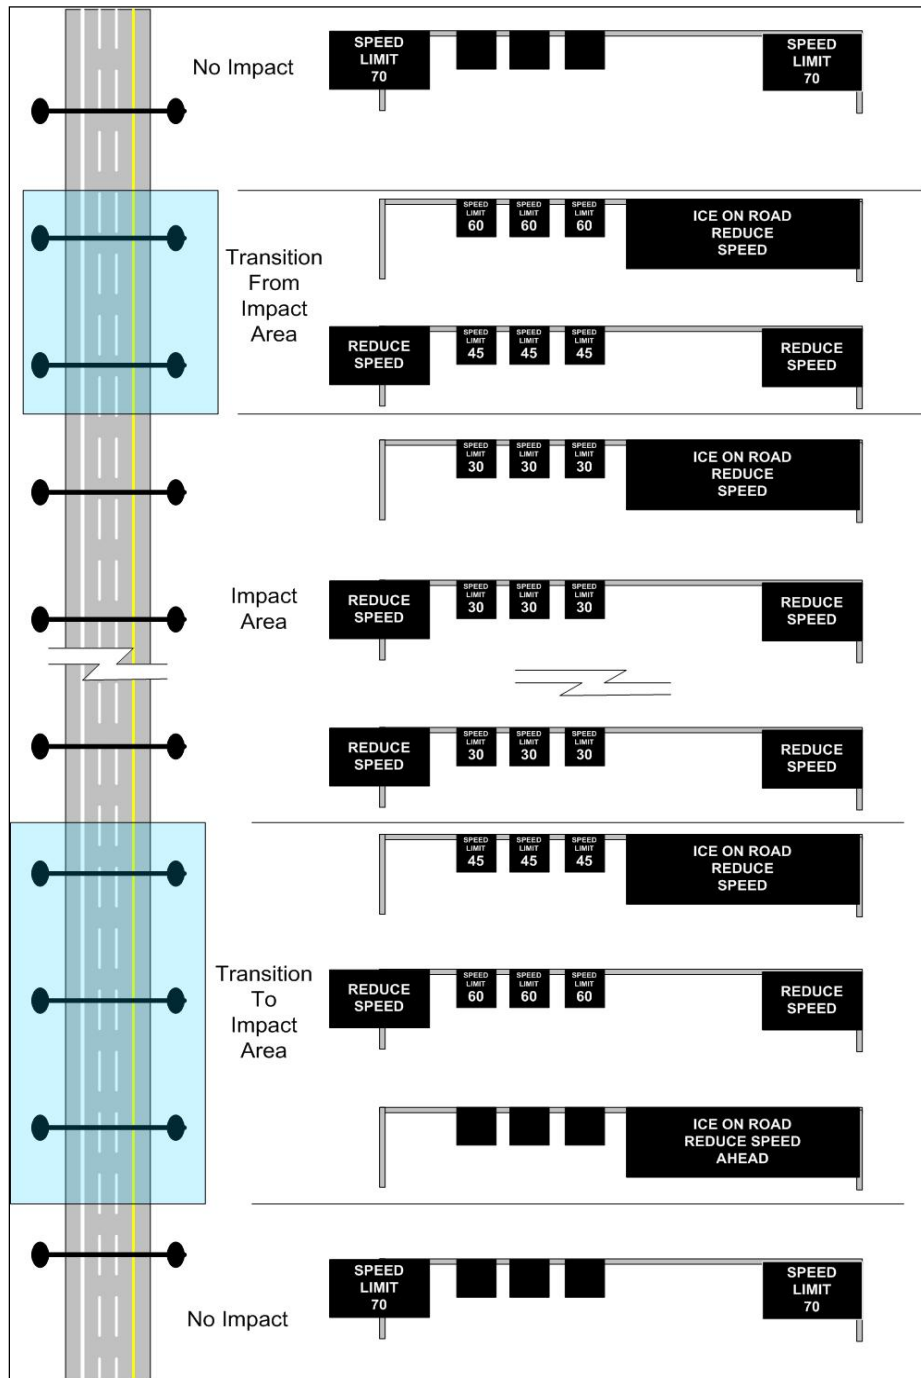 No Impact
SPEED
LIMIT
70
SPEED
LIMIT
70
Transition
From
Impact
Area
SPEED
LIMIT
60
SPEED
LIMIT
60
SPEED
LIMIT
60
ICE ON ROAD
REDUCE
SPEED
REDUCE
SPEED
SPEED
LIMIT
45
SPEED
LIMIT
45
SPEED
LIMIT
45
REDUCE
SPEED
SPEED
LIMIT
30
SPEED
LIMIT
30
SPEED
LIMIT
30
ICE ON ROAD
REDUCE
SPEED
Impact
Area
REDUCE
SPEED
SPEED
LIMIT
30
SPEED
LIMIT
30
SPEED
LIMIT
30
REDUCE
SPEED
REDUCE
SPEED
SPEED
LIMIT
30
SPEED
LIMIT
30
SPEED
LIMIT
30
REDUCE
SPEED
SPEED
LIMIT
45
SPEED
LIMIT
45
SPEED
LIMIT
45
ICE ON ROAD
REDUCE
SPEED
Transition
To
Impact
Area
REDUCE
SPEED
SPEED
LIMIT
60
SPEED
LIMIT
60
SPEED
LIMIT
60
REDUCE
SPEED
ICE ON ROAD
REDUCE SPEED
AHEAD
No Impact
SPEED
LIMIT
70
SPEED
LIMIT
70